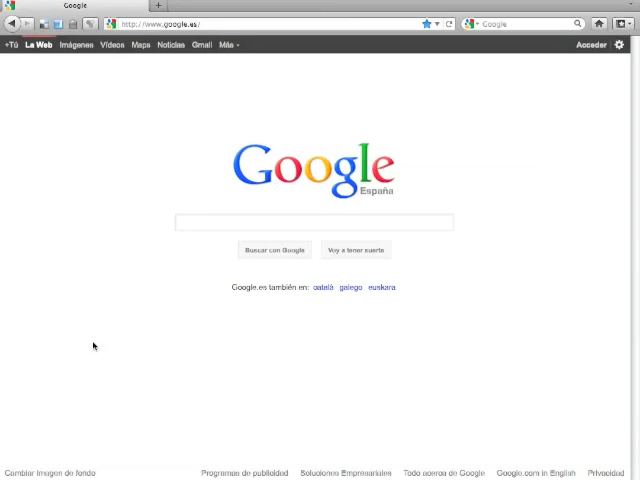 Google
http://www.google.es/
Google
+Tú La Web Imágenes Vídeos Maps Noticias Gmail Más
Acceder
Google
España
Buscar con Google
Voy a tener suerte
Google.es también en: català galego euskara
Cambiar imagen de fondo
Programas de publicidad
Soluciones Empresariales
Todo acerca de Google
Google.com in English
Privacidad